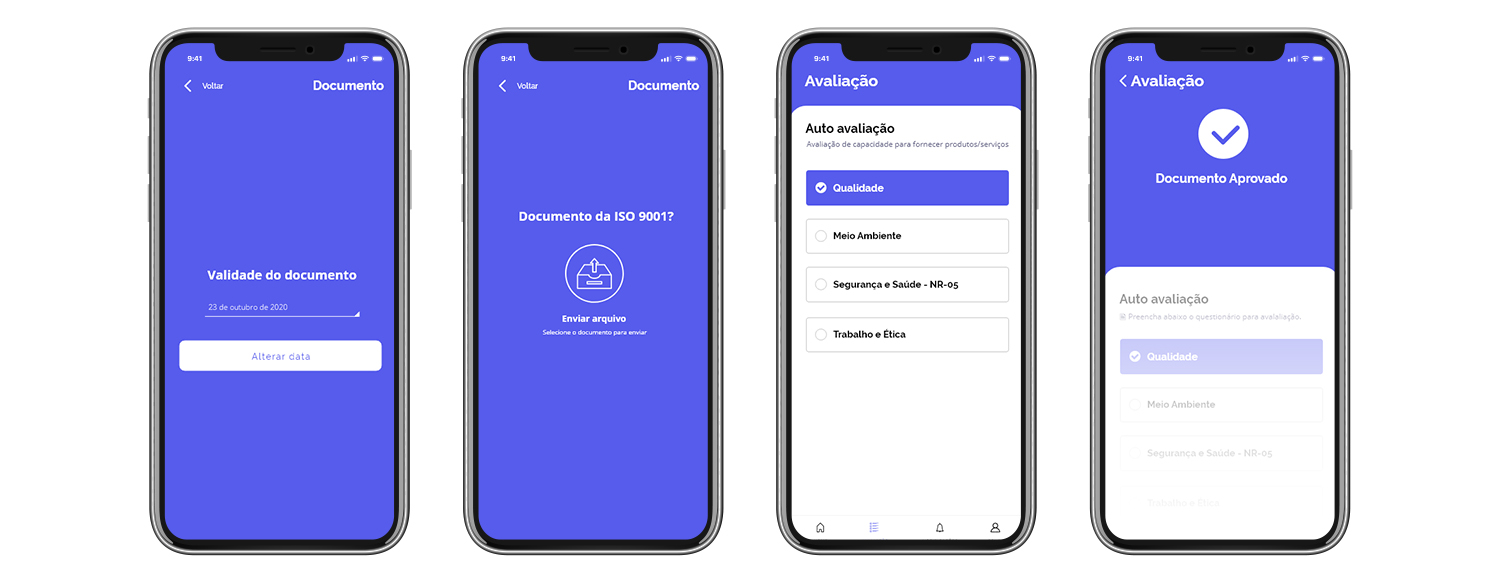 9:41
Voltar
Documento
Validade do documento
23 de outubro de 2020
Alterar data
9:41
Voltar
Documento
Documento da ISO 9001?
Enviar arquivo
Selecione o documento para enviar
9:41
Avaliação
Auto avaliação
Avaliação de capacidade para fornecer produtos/serviços
Qualidade
Meio Ambiente
Segurança e Saúde - NR-05
Trabalho e Ética
9:41
Avaliação
Documento Aprovado
Auto avaliação
Preencha abaixo o questionário para avalaliação.
Qualidade
Meio Ambiente
Segurança e Saúde - NR-05
Trabalho e Ética